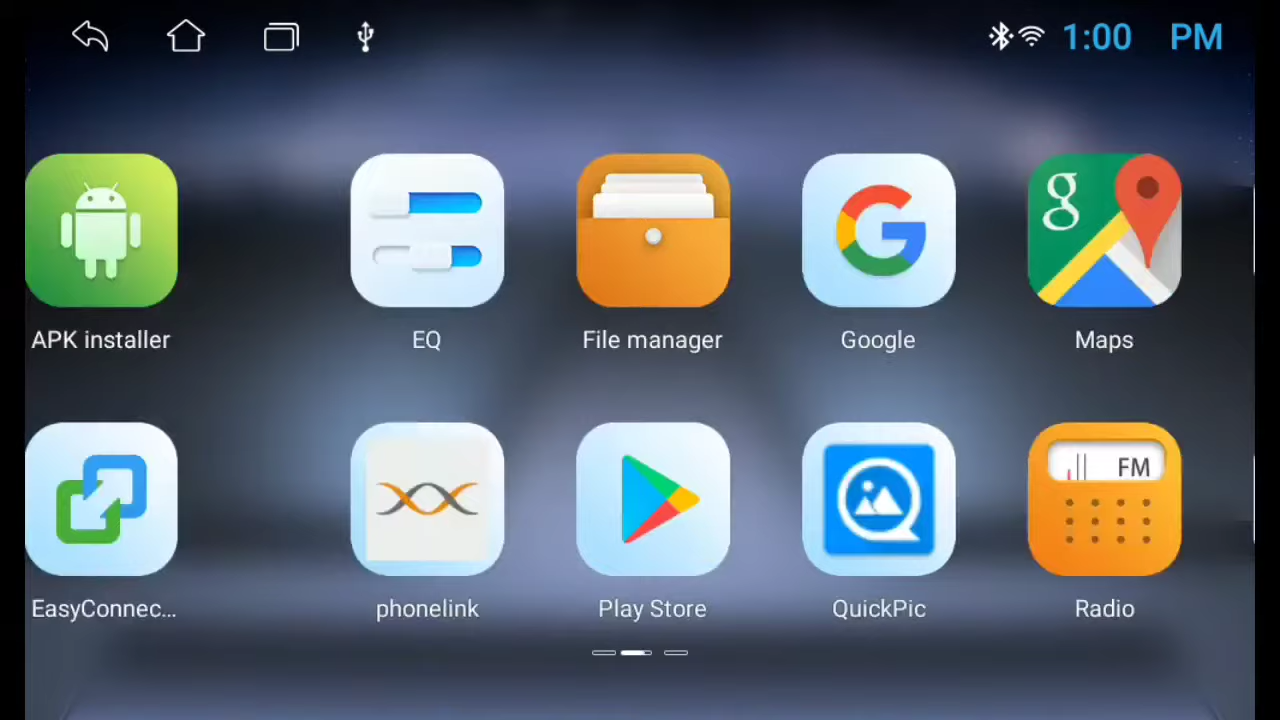 1:00 PM
g
APK installer
EQ
File manager
Google
Maps
FM
EasyConnec...
phonelink
Play Store
QuickPic
Radio